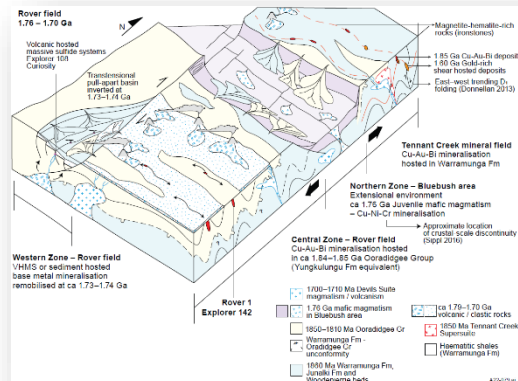 Rover field
1.76 – 1.70 Ga
N
Volcanic hosted
massive sulfide systems
Explorer 108
Curiosity
Transtensional
pull-apart basin
inverted at
1.73–1.74 Ga
Magnetite-hematite-rich
rocks (ironstones)
1.85 Ga Cu-Au-Bi deposit
1.80 Ga Gold-rich
shear hosted deposits
East–west trending D
folding (Donnellan 2013)
Tennant Creek mineral field
Cu-Au-Bi mineralisation
hosted in Warramunga Fm
Northern Zone – Bluebush area
Extensional environment
ca 1.76 Ga Juvenile mafic magmatism
– Cu-Ni-Cr mineralisation
Approximate location
of crustal scale discontinuity
(Sippl 2016)
Central Zone – Rover field
Cu-Au-Bi mineralisation hosted
in ca 1.84–1.85 Ga Ooradidgee Group
(Yungkulungu Fm equivalent)
Western Zone – Rover field
VHMS or sediment hosted
base metal mineralisation
remobilised at ca 1.73–1.74 Ga
Rover 1
Explorer 142
1700–1710 Ma Devils Suite
magmatism / volcanism
1.76 Ga mafic magmatism
in Bluebush area
1850–1810 Ma Ooradidgee Gr
Warramunga Fm -
Oradidgee Gr
unconformity
1860 Ma Warramunga Fm,
Junalki Fm and
Woodenjerrie beds
ca 1.79–1.70 Ga
volcanic / clastic rocks
1850 Ma Tennant Creek
Supersuite
Haematitic shales
(Warramunga Fm)